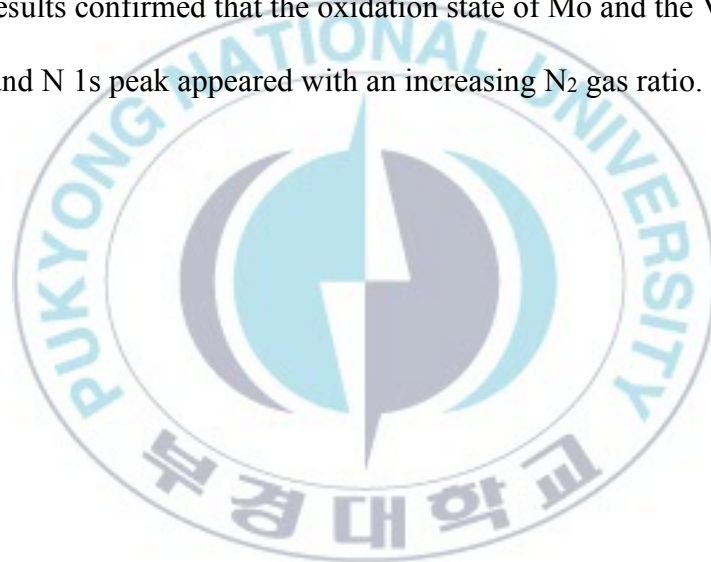 esults confirmed that the oxidation state of Mo and the
nd N 1s peak appeared with an increasing N₂ gas ratio.
PUKYONG NATIONAL UNIVERSITY
부경대학교